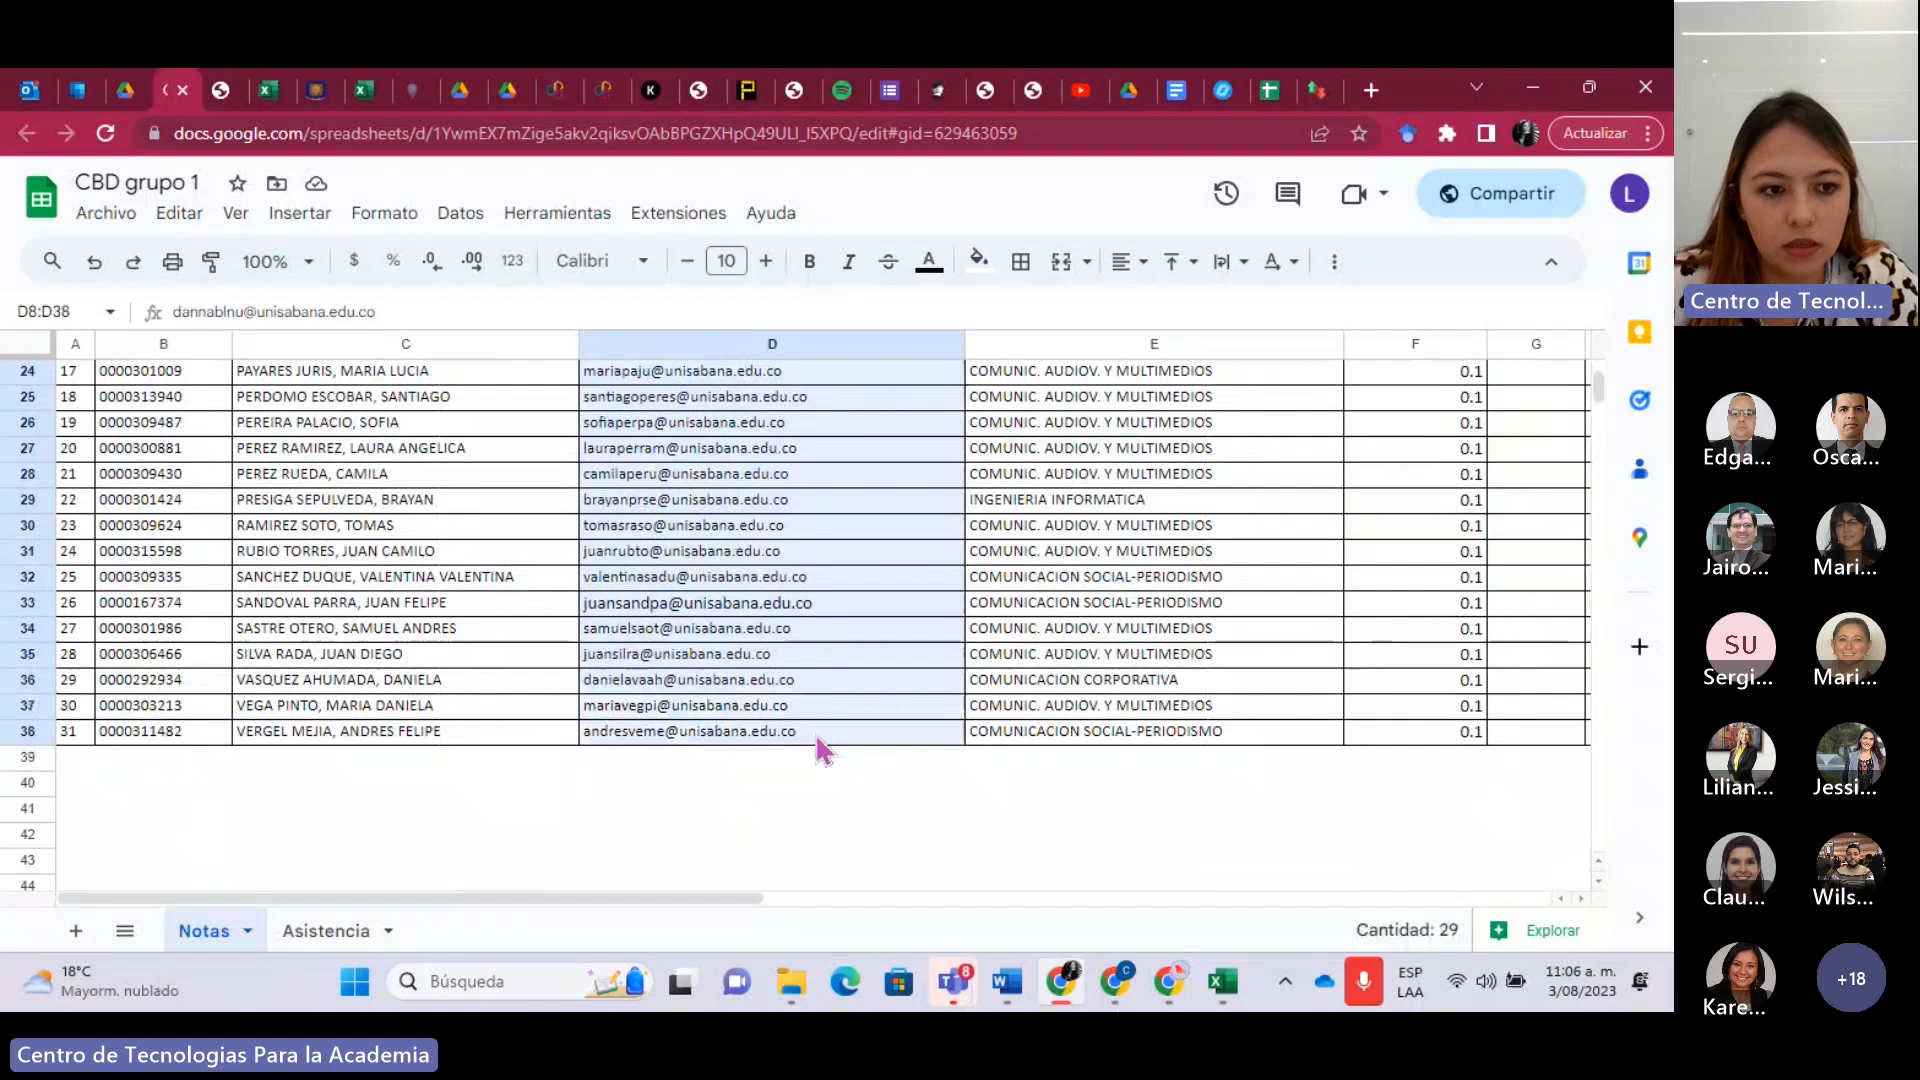 docs.google.com/spreadsheets/d/1YwmEX7mZige5akv2qiksvOAbBPGZXHpQ49ULI_I5XPQ/edit#gid=629463059
Actualizar
CBD grupo 1
Archivo Editar Ver Insertar Formato Datos Herramientas Extensiones Ayuda
Compartir
L
100% $ % .0 .00 123 Calibri 10 B I A
D8:D38 fx dannablnu@unisabana.edu.co
A B C D E F G
24 17 0000301009 PAYARES JURIS, MARIA LUCIA mariapaju@unisabana.edu.co COMUNIC. AUDIOV. Y MULTIMEDIOS 0.1
25 18 0000313940 PERDOMO ESCOBAR, SANTIAGO santiagoperes@unisabana.edu.co COMUNIC. AUDIOV. Y MULTIMEDIOS 0.1
26 19 0000309487 PEREIRA PALACIO, SOFIA sofiaperpa@unisabana.edu.co COMUNIC. AUDIOV. Y MULTIMEDIOS 0.1
27 20 0000300881 PEREZ RAMIREZ, LAURA ANGELICA lauraperram@unisabana.edu.co COMUNIC. AUDIOV. Y MULTIMEDIOS 0.1
28 21 0000309430 PEREZ RUEDA, CAMILA camilaperu@unisabana.edu.co COMUNIC. AUDIOV. Y MULTIMEDIOS 0.1
29 22 0000301424 PRESIGA SEPULVEDA, BRAYAN brayanprse@unisabana.edu.co INGENIERIA INFORMATICA 0.1
30 23 0000309624 RAMIREZ SOTO, TOMAS tomasraso@unisabana.edu.co COMUNIC. AUDIOV. Y MULTIMEDIOS 0.1
31 24 0000315598 RUBIO TORRES, JUAN CAMILO juanrubto@unisabana.edu.co COMUNIC. AUDIOV. Y MULTIMEDIOS 0.1
32 25 0000309335 SANCHEZ DUQUE, VALENTINA VALENTINA valentinasadu@unisabana.edu.co COMUNICACION SOCIAL-PERIODISMO 0.1
33 26 0000167374 SANDOVAL PARRA, JUAN FELIPE juansandpa@unisabana.edu.co COMUNICACION SOCIAL-PERIODISMO 0.1
34 27 0000301986 SASTRE OTERO, SAMUEL ANDRES samuelsaot@unisabana.edu.co COMUNIC. AUDIOV. Y MULTIMEDIOS 0.1
35 28 0000306466 SILVA RADA, JUAN DIEGO juansilra@unisabana.edu.co COMUNIC. AUDIOV. Y MULTIMEDIOS 0.1
36 29 0000292934 VASQUEZ AHUMADA, DANIELA danielavaah@unisabana.edu.co COMUNICACION CORPORATIVA 0.1
37 30 0000303213 VEGA PINTO, MARIA DANIELA mariavegpi@unisabana.edu.co COMUNIC. AUDIOV. Y MULTIMEDIOS 0.1
38 31 0000311482 VERGEL MEJIA, ANDRES FELIPE andresveme@unisabana.edu.co COMUNICACION SOCIAL-PERIODISMO 0.1
39
40
41
42
43
44
Notas Asistencia Cantidad: 29 Explorar
18°C
Mayorm. nublado
Búsqueda
8
ESP
LAA
11:06 a. m.
3/08/2023
Centro de Tecnologias Para la Academia
Centro de Tecnol...
Edga... Osca...
Jairo... Mari...
SU
Sergi... Mari...
Lilian... Jessi...
Clau... Wils...
Kare... +18